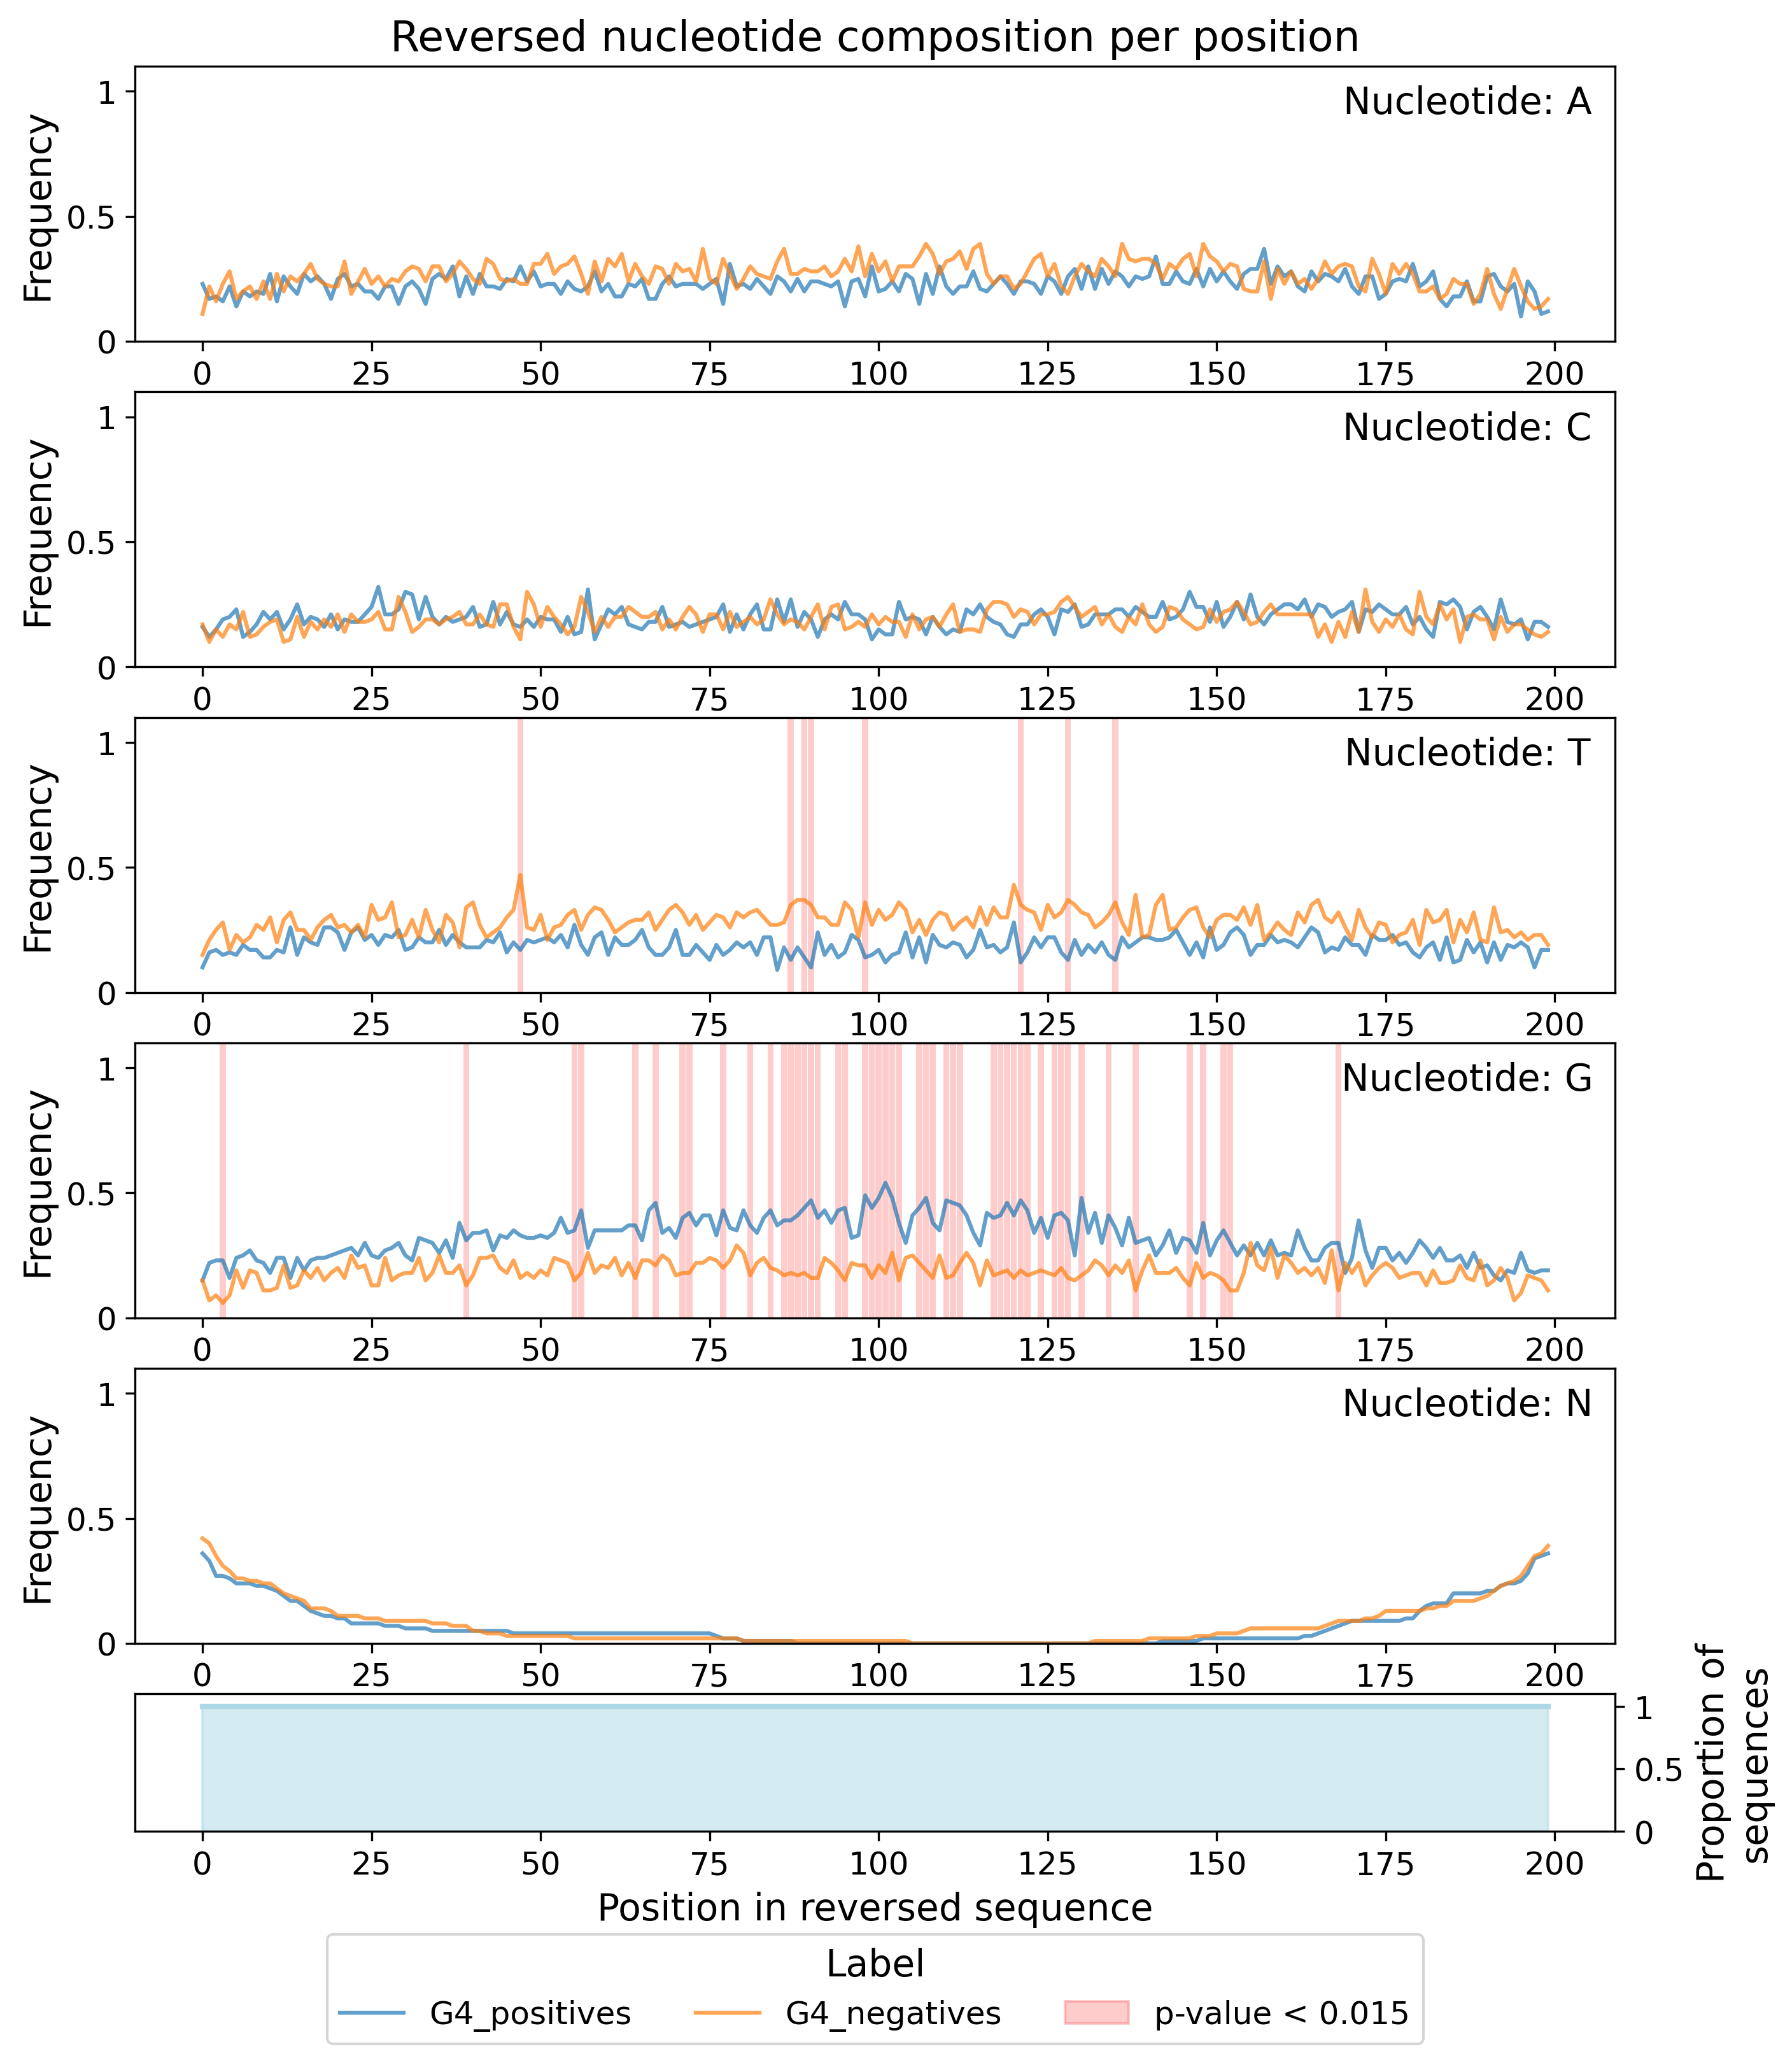 Reversed nucleotide composition per position
Frequency
1
0.5
0
Nucleotide: A
0 25 50 75 100 125 150 175 200
Frequency
1
0.5
0
Nucleotide: C
0 25 50 75 100 125 150 175 200
Frequency
1
0.5
0
Nucleotide: T
0 25 50 75 100 125 150 175 200
Frequency
1
0.5
0
Nucleotide: G
0 25 50 75 100 125 150 175 200
Frequency
1
0.5
0
Nucleotide: N
0 25 50 75 100 125 150 175 200
1
0.5
0
Proportion of
sequences
0 25 50 75 100 125 150 175 200
Position in reversed sequence
Label
G4_positives G4_negatives p-value < 0.015